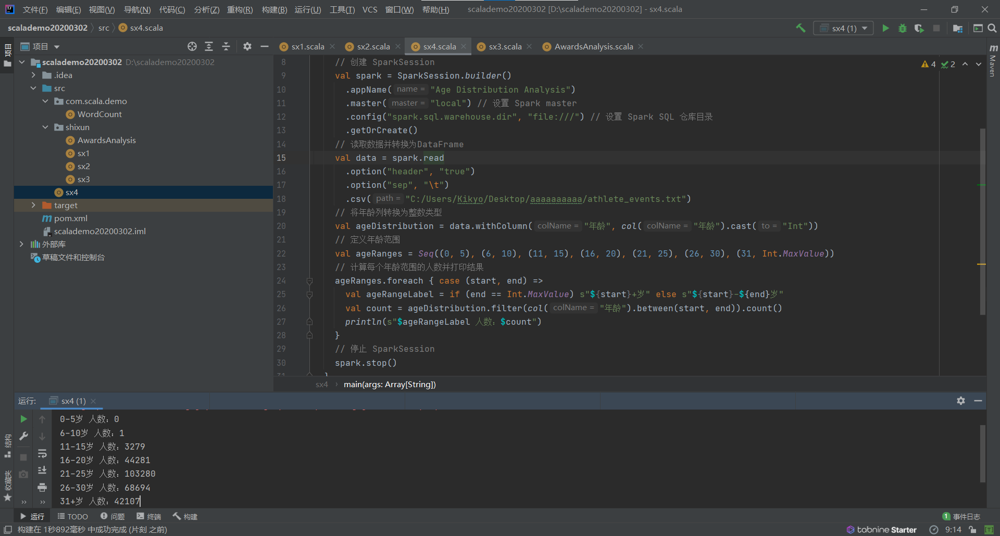 文件(F) 编辑(E) 视图(V) 导航(N) 代码(C) 分析(Z) 重构(R) 构建(B) 运行(U) 工具(T) VCS 窗口(W) 帮助(H) scalademo20200302 [D:\scalademo20200302] - sx4.scala
scalademo20200302 src sx4.scala
sx4 (1)
项目
sx1.scala sx2.scala sx4.scala sx3.scala AwardsAnalysis.scala
项目
scalademo20200302 D:\scalademo20200302
.idea
src
com.scala.demo
WordCount
shixun
AwardsAnalysis
sx1
sx2
sx3
sx4
target
pom.xml
scalademo20200302.iml
外部库
草稿文件和控制台
4 2
Maven
8 // 创建 SparkSession
9 val spark = SparkSession.builder()
10 .appName( name = "Age Distribution Analysis")
11 .master( master = "local") // 设置 Spark master
12 .config("spark.sql.warehouse.dir", "file:///") // 设置 Spark SQL 仓库目录
13 .getOrCreate()
14 // 读取数据并转换为DataFrame
15 val data = spark.read
16 .option("header", "true")
17 .option("sep", "\t")
18 .csv( path = "C:/Users/Kikyo/Desktop/aaaaaaaaaa/athlete_events.txt")
19 // 将年龄列转换为整数类型
20 val ageDistribution = data.withColumn( colName = "年龄", col( colName = "年龄").cast( to = "Int"))
21 // 定义年龄范围
22 val ageRanges = Seq((0, 5), (6, 10), (11, 15), (16, 20), (21, 25), (26, 30), (31, Int.MaxValue))
23 // 计算每个年龄范围的人数并打印结果
24 ageRanges.foreach { case (start, end) =>
25 val ageRangeLabel = if (end == Int.MaxValue) s"${start}+岁" else s"${start}-${end}岁"
26 val count = ageDistribution.filter(col( colName = "年龄").between(start, end)).count()
27 println(s"$ageRangeLabel 人数: $count")
28 }
29 // 停止 SparkSession
30 spark.stop()
31 }
sx4 main(args: Array[String])
运行: sx4 (1)
0-5岁 人数: 0
6-10岁 人数: 1
11-15岁 人数: 3279
16-20岁 人数: 44281
21-25岁 人数: 103280
26-30岁 人数: 68694
31+岁 人数: 42107
结构
收藏夹
运行 TODO 问题 终端 构建 1 事件日志
构建在 1秒892毫秒 中成功完成 (片刻 之前) tabnine Starter 9:14 [T]